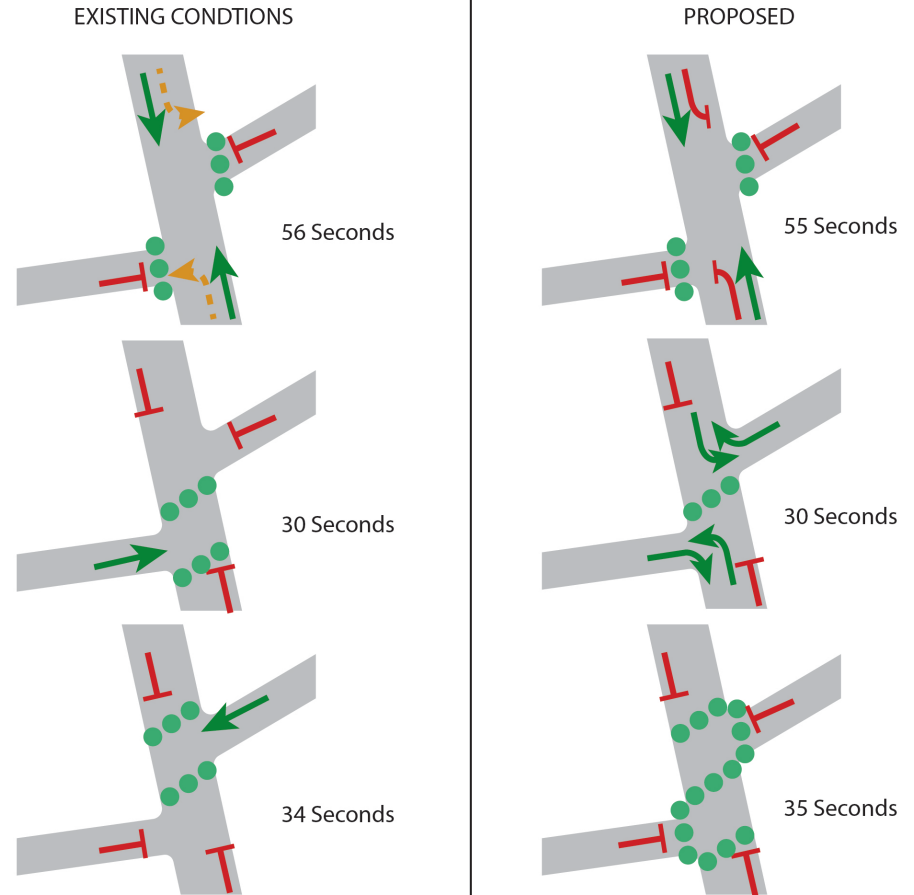 EXISTING CONDTIONS
PROPOSED
56 Seconds
55 Seconds
30 Seconds
30 Seconds
34 Seconds
35 Seconds